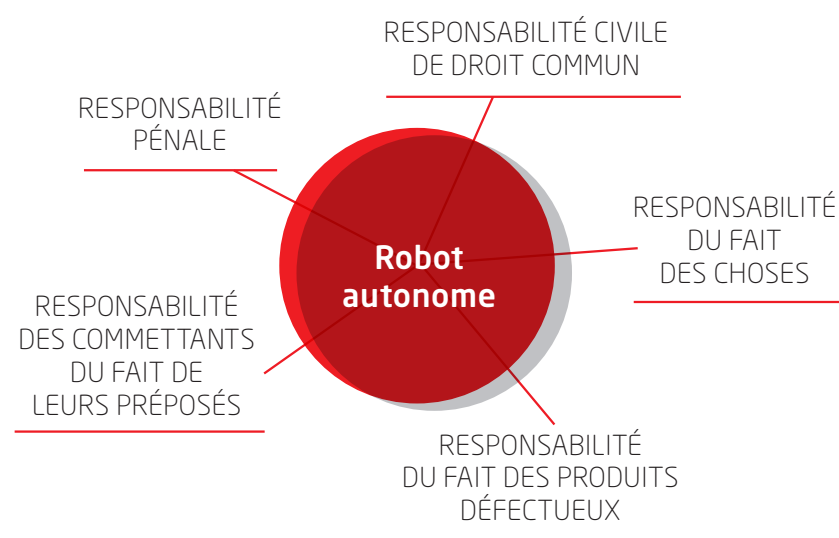 RESPONSABILITÉ CIVILE
DE DROIT COMMUN
RESPONSABILITÉ
PÉNALE
RESPONSABILITÉ
DU FAIT
DES CHOSES
Robot
autonome
RESPONSABILITÉ
DES COMMETTANTS
DU FAIT DE
LEURS PRÉPOSÉS
RESPONSABILITÉ
DU FAIT DES PRODUITS
DÉFECTUEUX